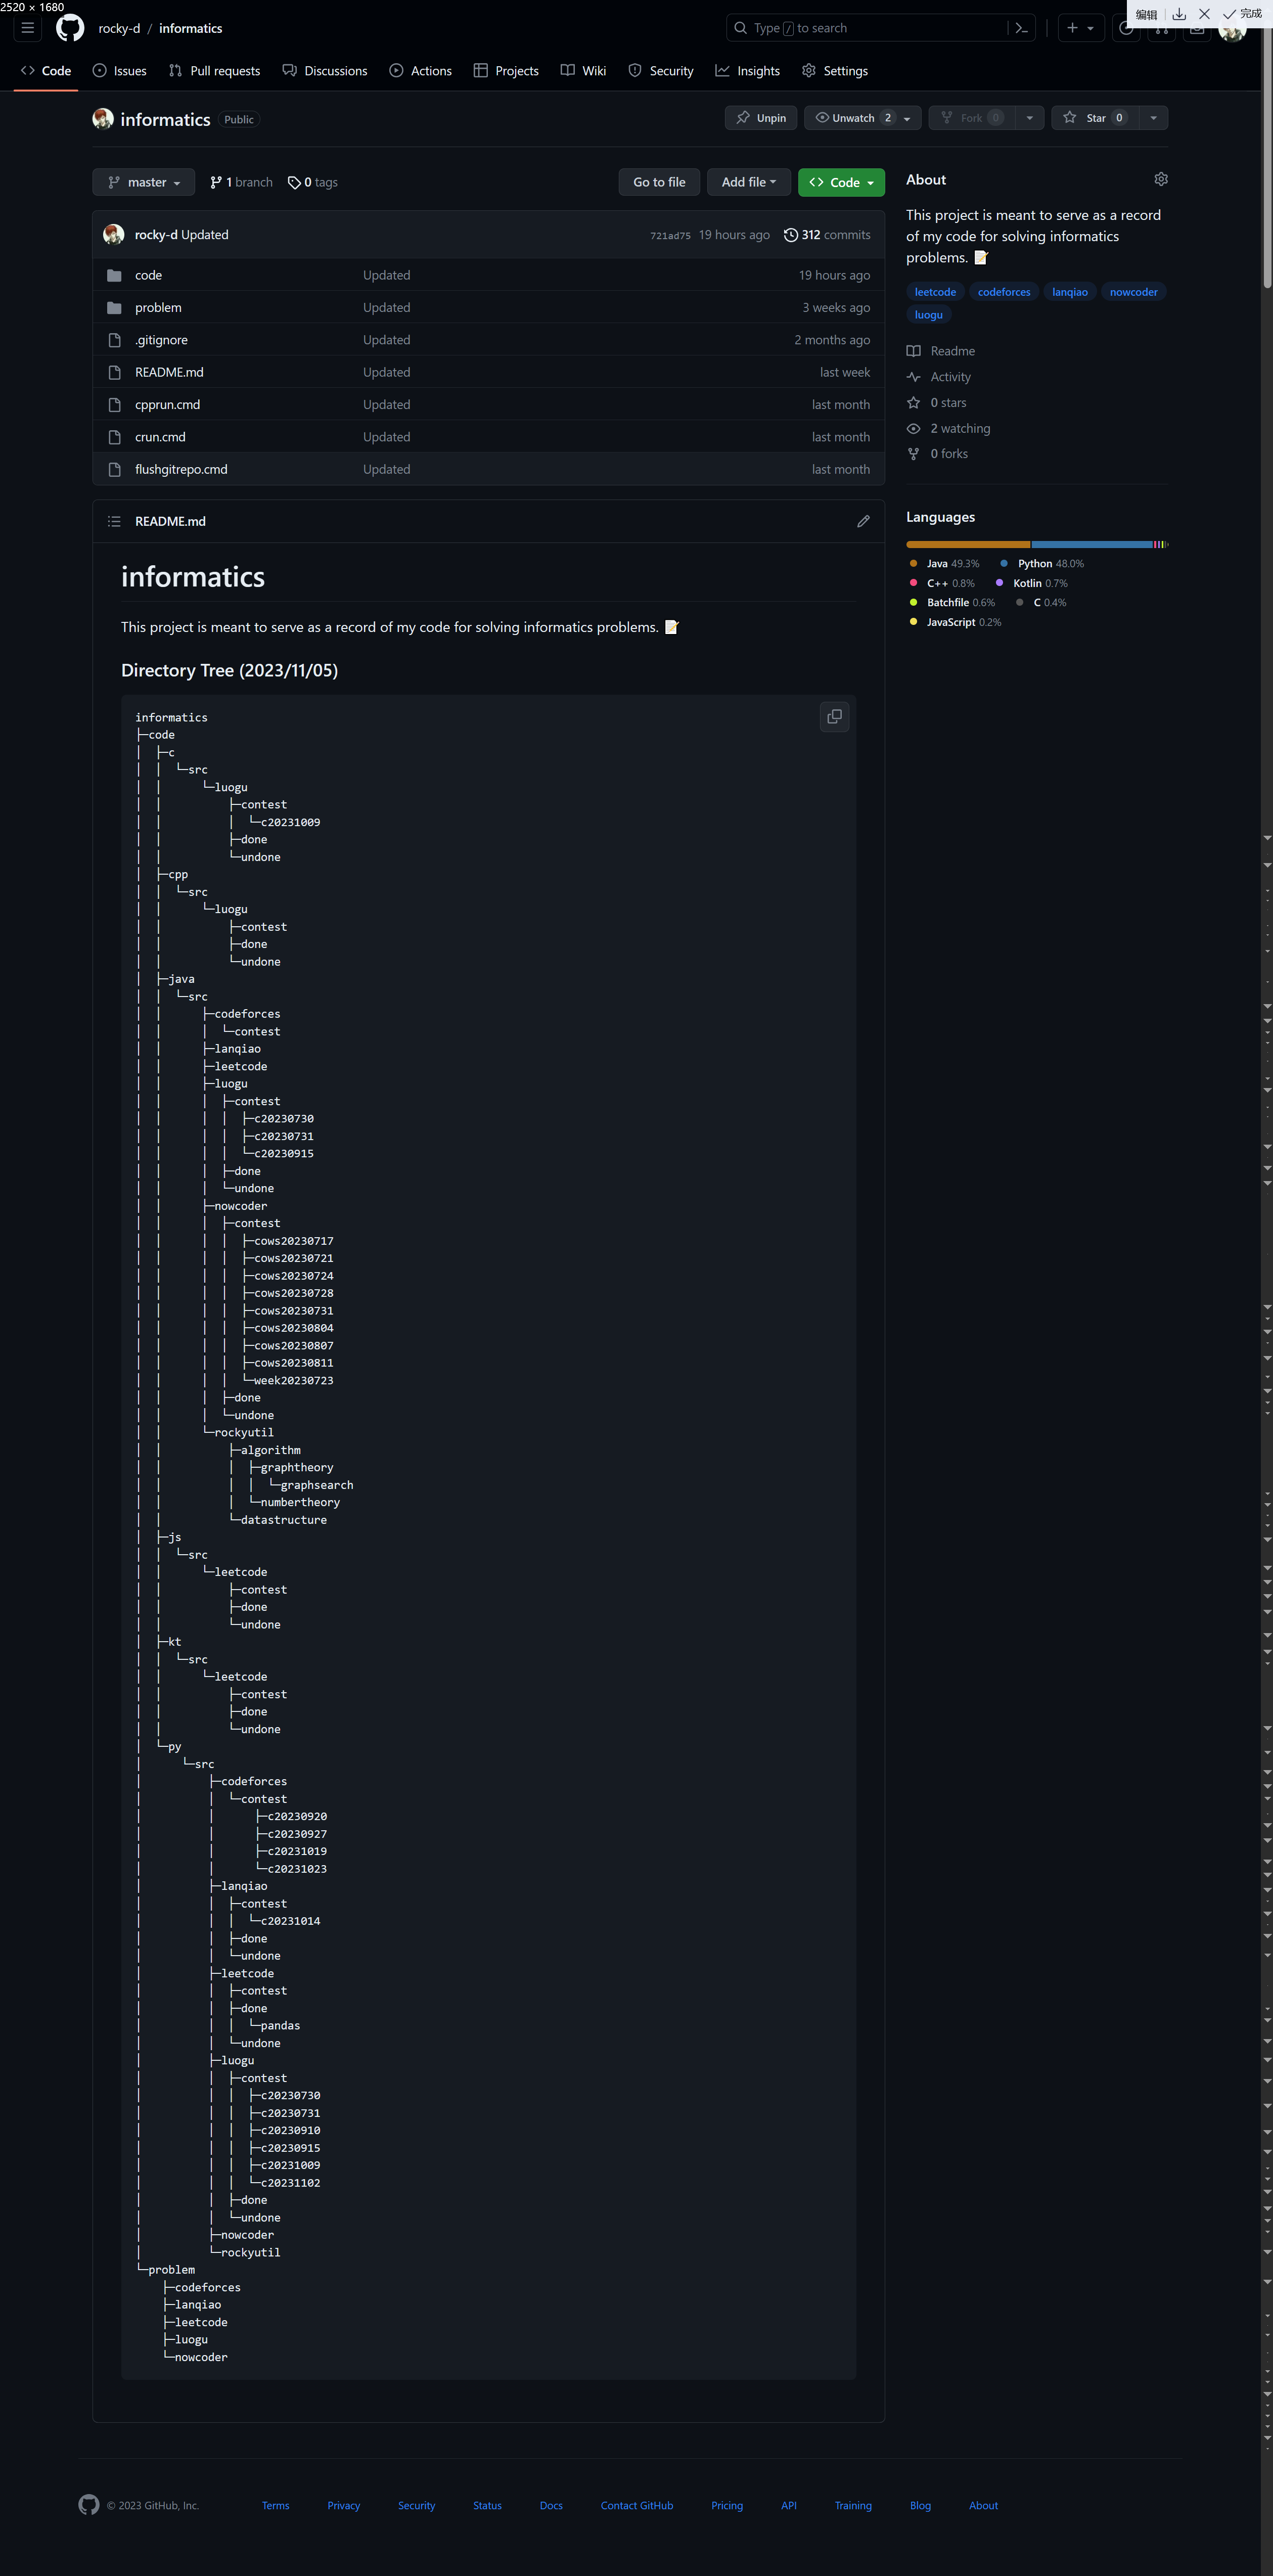 2520 × 1680
编辑 完成
rocky-d / informatics
Type / to search
Code Issues Pull requests Discussions Actions Projects Wiki Security Insights Settings
informatics Public
Unpin Unwatch 2 Fork 0 Star 0
master 1 branch 0 tags Go to file Add file Code
rocky-d Updated 721ad75 19 hours ago 312 commits
code Updated 19 hours ago
problem Updated 3 weeks ago
.gitignore Updated 2 months ago
README.md Updated last week
cpprun.cmd Updated last month
crun.cmd Updated last month
flushgitrepo.cmd Updated last month
About
This project is meant to serve as a record
of my code for solving informatics
problems. 📝
leetcode codeforces lanqiao nowcoder
luogu
Readme
Activity
0 stars
2 watching
0 forks
Languages
Java 49.3% Python 48.0%
C++ 0.8% Kotlin 0.7%
Batchfile 0.6% C 0.4%
JavaScript 0.2%
README.md
informatics
This project is meant to serve as a record of my code for solving informatics problems. 📝
Directory Tree (2023/11/05)
informatics
├─code
│  ├─c
│  │  └─src
│  │      └─luogu
│  │          ├─contest
│  │          │  └─c20231009
│  │          ├─done
│  │          └─undone
│  ├─cpp
│  │  └─src
│  │      └─luogu
│  │          ├─contest
│  │          ├─done
│  │          └─undone
│  ├─java
│  │  └─src
│  │      ├─codeforces
│  │      │  └─contest
│  │      ├─lanqiao
│  │      ├─leetcode
│  │      ├─luogu
│  │      │  ├─contest
│  │      │  │  ├─c20230730
│  │      │  │  ├─c20230731
│  │      │  │  └─c20230915
│  │      │  ├─done
│  │      │  └─undone
│  │      ├─nowcoder
│  │      │  ├─contest
│  │      │  │  ├─cows20230717
│  │      │  │  ├─cows20230721
│  │      │  │  ├─cows20230724
│  │      │  │  ├─cows20230728
│  │      │  │  ├─cows20230731
│  │      │  │  ├─cows20230804
│  │      │  │  ├─cows20230807
│  │      │  │  ├─cows20230811
│  │      │  │  └─week20230723
│  │      │  ├─done
│  │      │  └─undone
│  │      └─rockyutil
│  │          ├─algorithm
│  │          │  ├─graphtheory
│  │          │  │  └─graphsearch
│  │          │  └─numbertheory
│  │          └─datastructure
│  ├─js
│  │  └─src
│  │      └─leetcode
│  │          ├─contest
│  │          ├─done
│  │          └─undone
│  ├─kt
│  │  └─src
│  │      └─leetcode
│  │          ├─contest
│  │          ├─done
│  │          └─undone
│  └─py
│      └─src
│          ├─codeforces
│          │  └─contest
│          │      ├─c20230920
│          │      ├─c20230927
│          │      ├─c20231019
│          │      └─c20231023
│          ├─lanqiao
│          │  ├─contest
│          │  │  └─c20231014
│          │  ├─done
│          │  └─undone
│          ├─leetcode
│          │  ├─contest
│          │  ├─done
│          │  │  └─pandas
│          │  └─undone
│          ├─luogu
│          │  ├─contest
│          │  │  ├─c20230730
│          │  │  ├─c20230731
│          │  │  ├─c20230910
│          │  │  ├─c20230915
│          │  │  ├─c20231009
│          │  │  └─c20231102
│          │  ├─done
│          │  └─undone
│          ├─nowcoder
│          └─rockyutil
└─problem
    ├─codeforces
    ├─lanqiao
    ├─leetcode
    ├─luogu
    └─nowcoder
© 2023 GitHub, Inc. Terms Privacy Security Status Docs Contact GitHub Pricing API Training Blog About